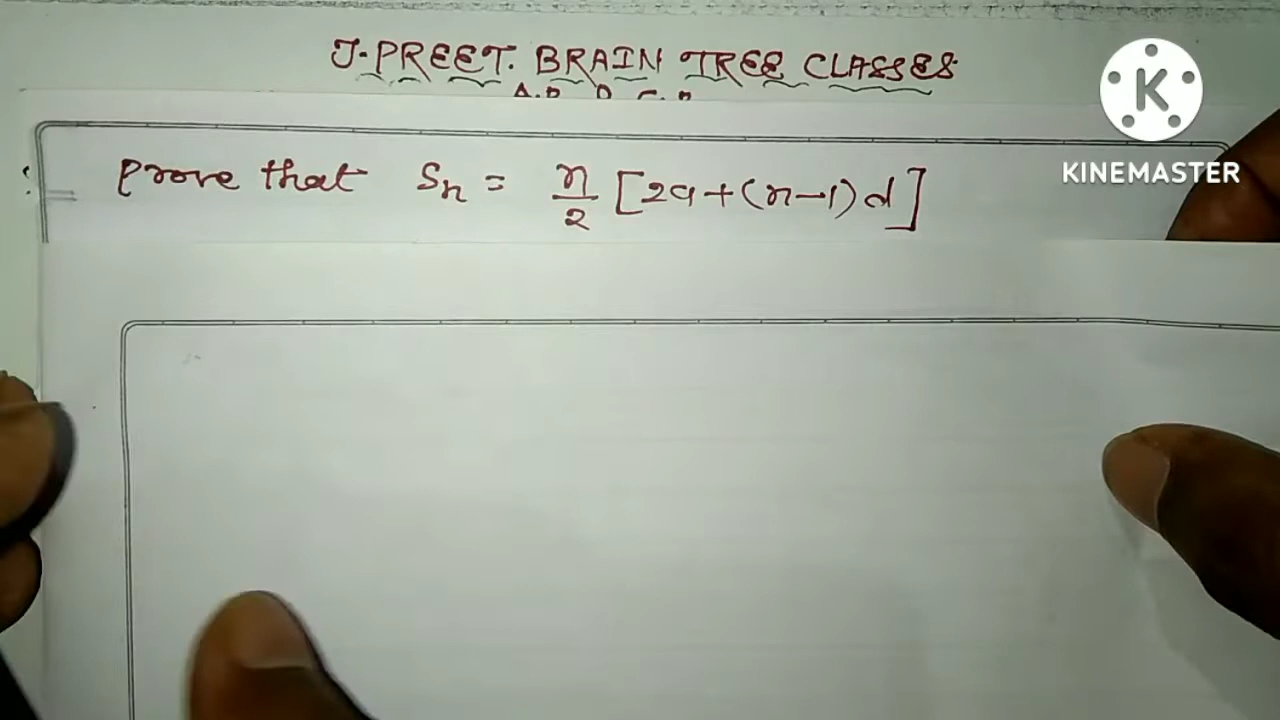 J-PREET. BRAIN TREE CLASSES
K
KINEMASTER
Prove that Sn = n/2 [2a+(n-1)d]